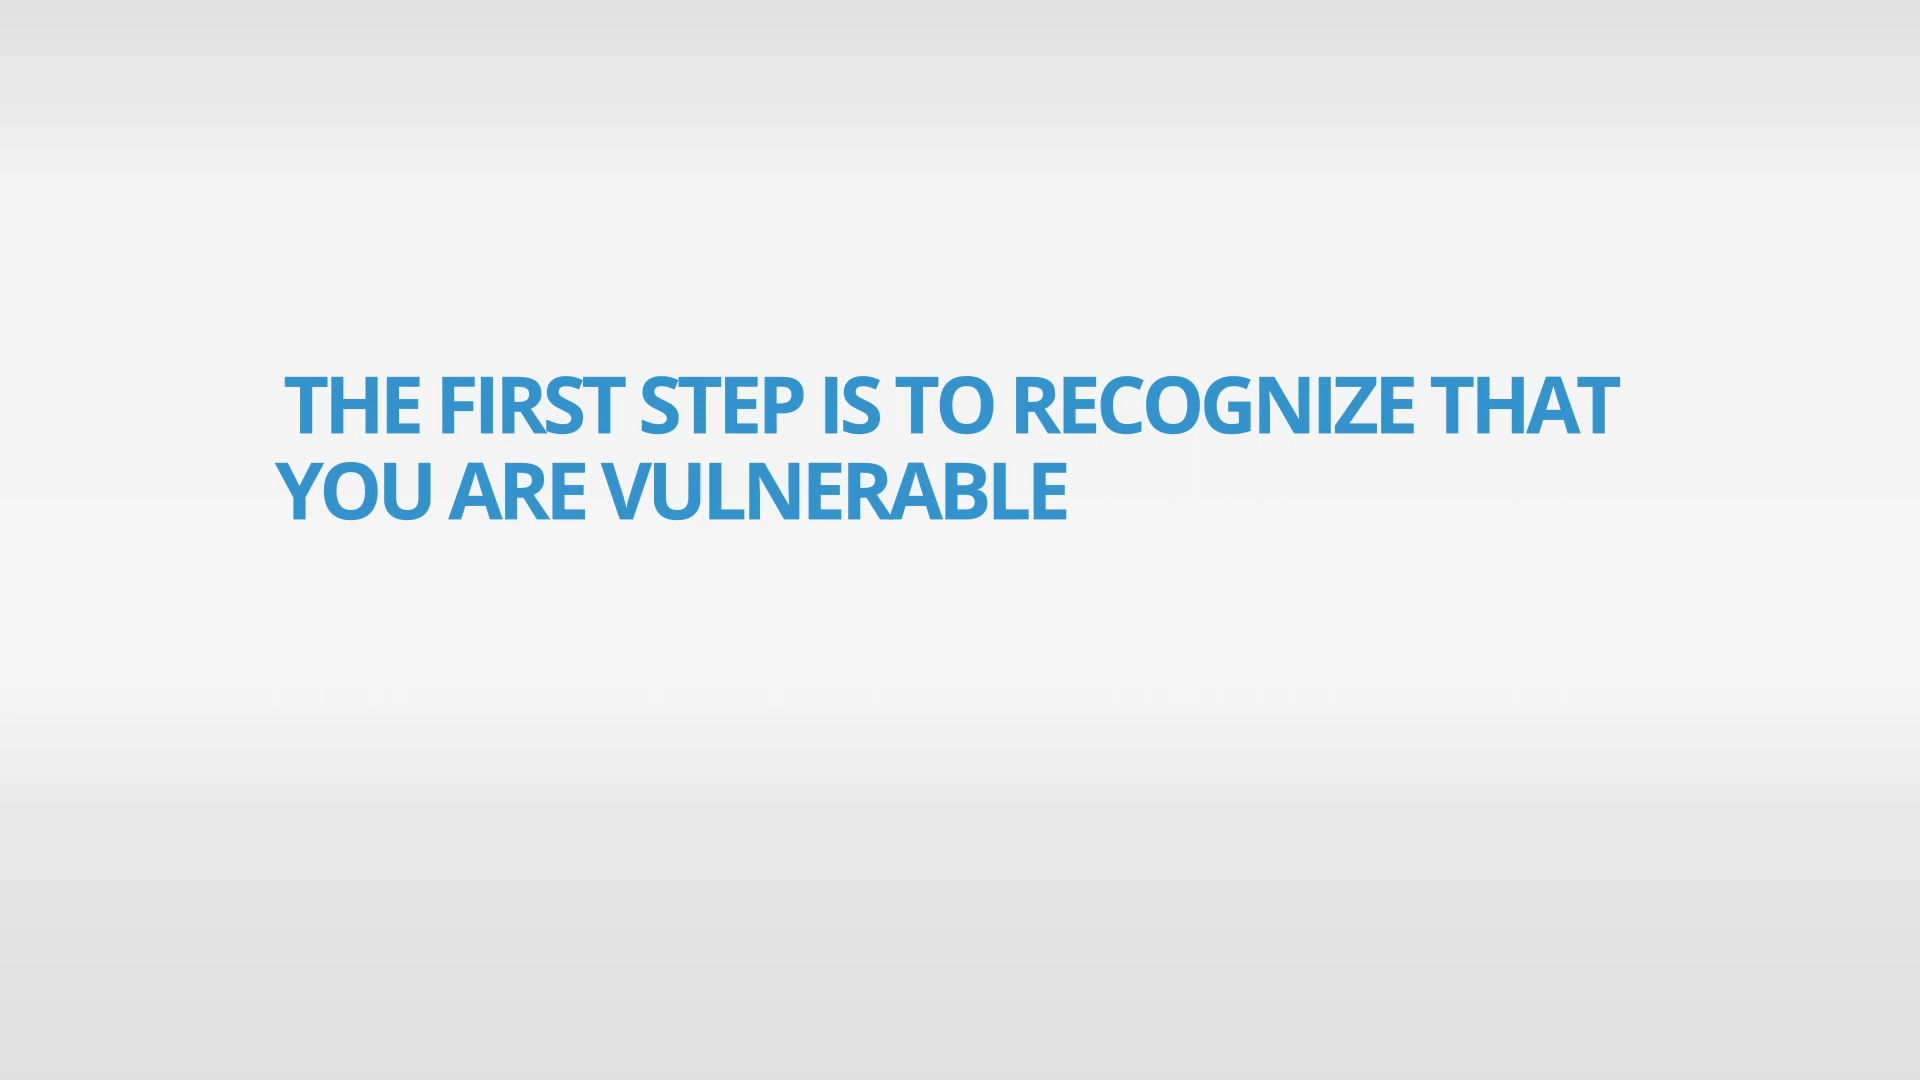 THE FIRST STEP IS TO RECOGNIZE THAT
YOU ARE VULNERABLE